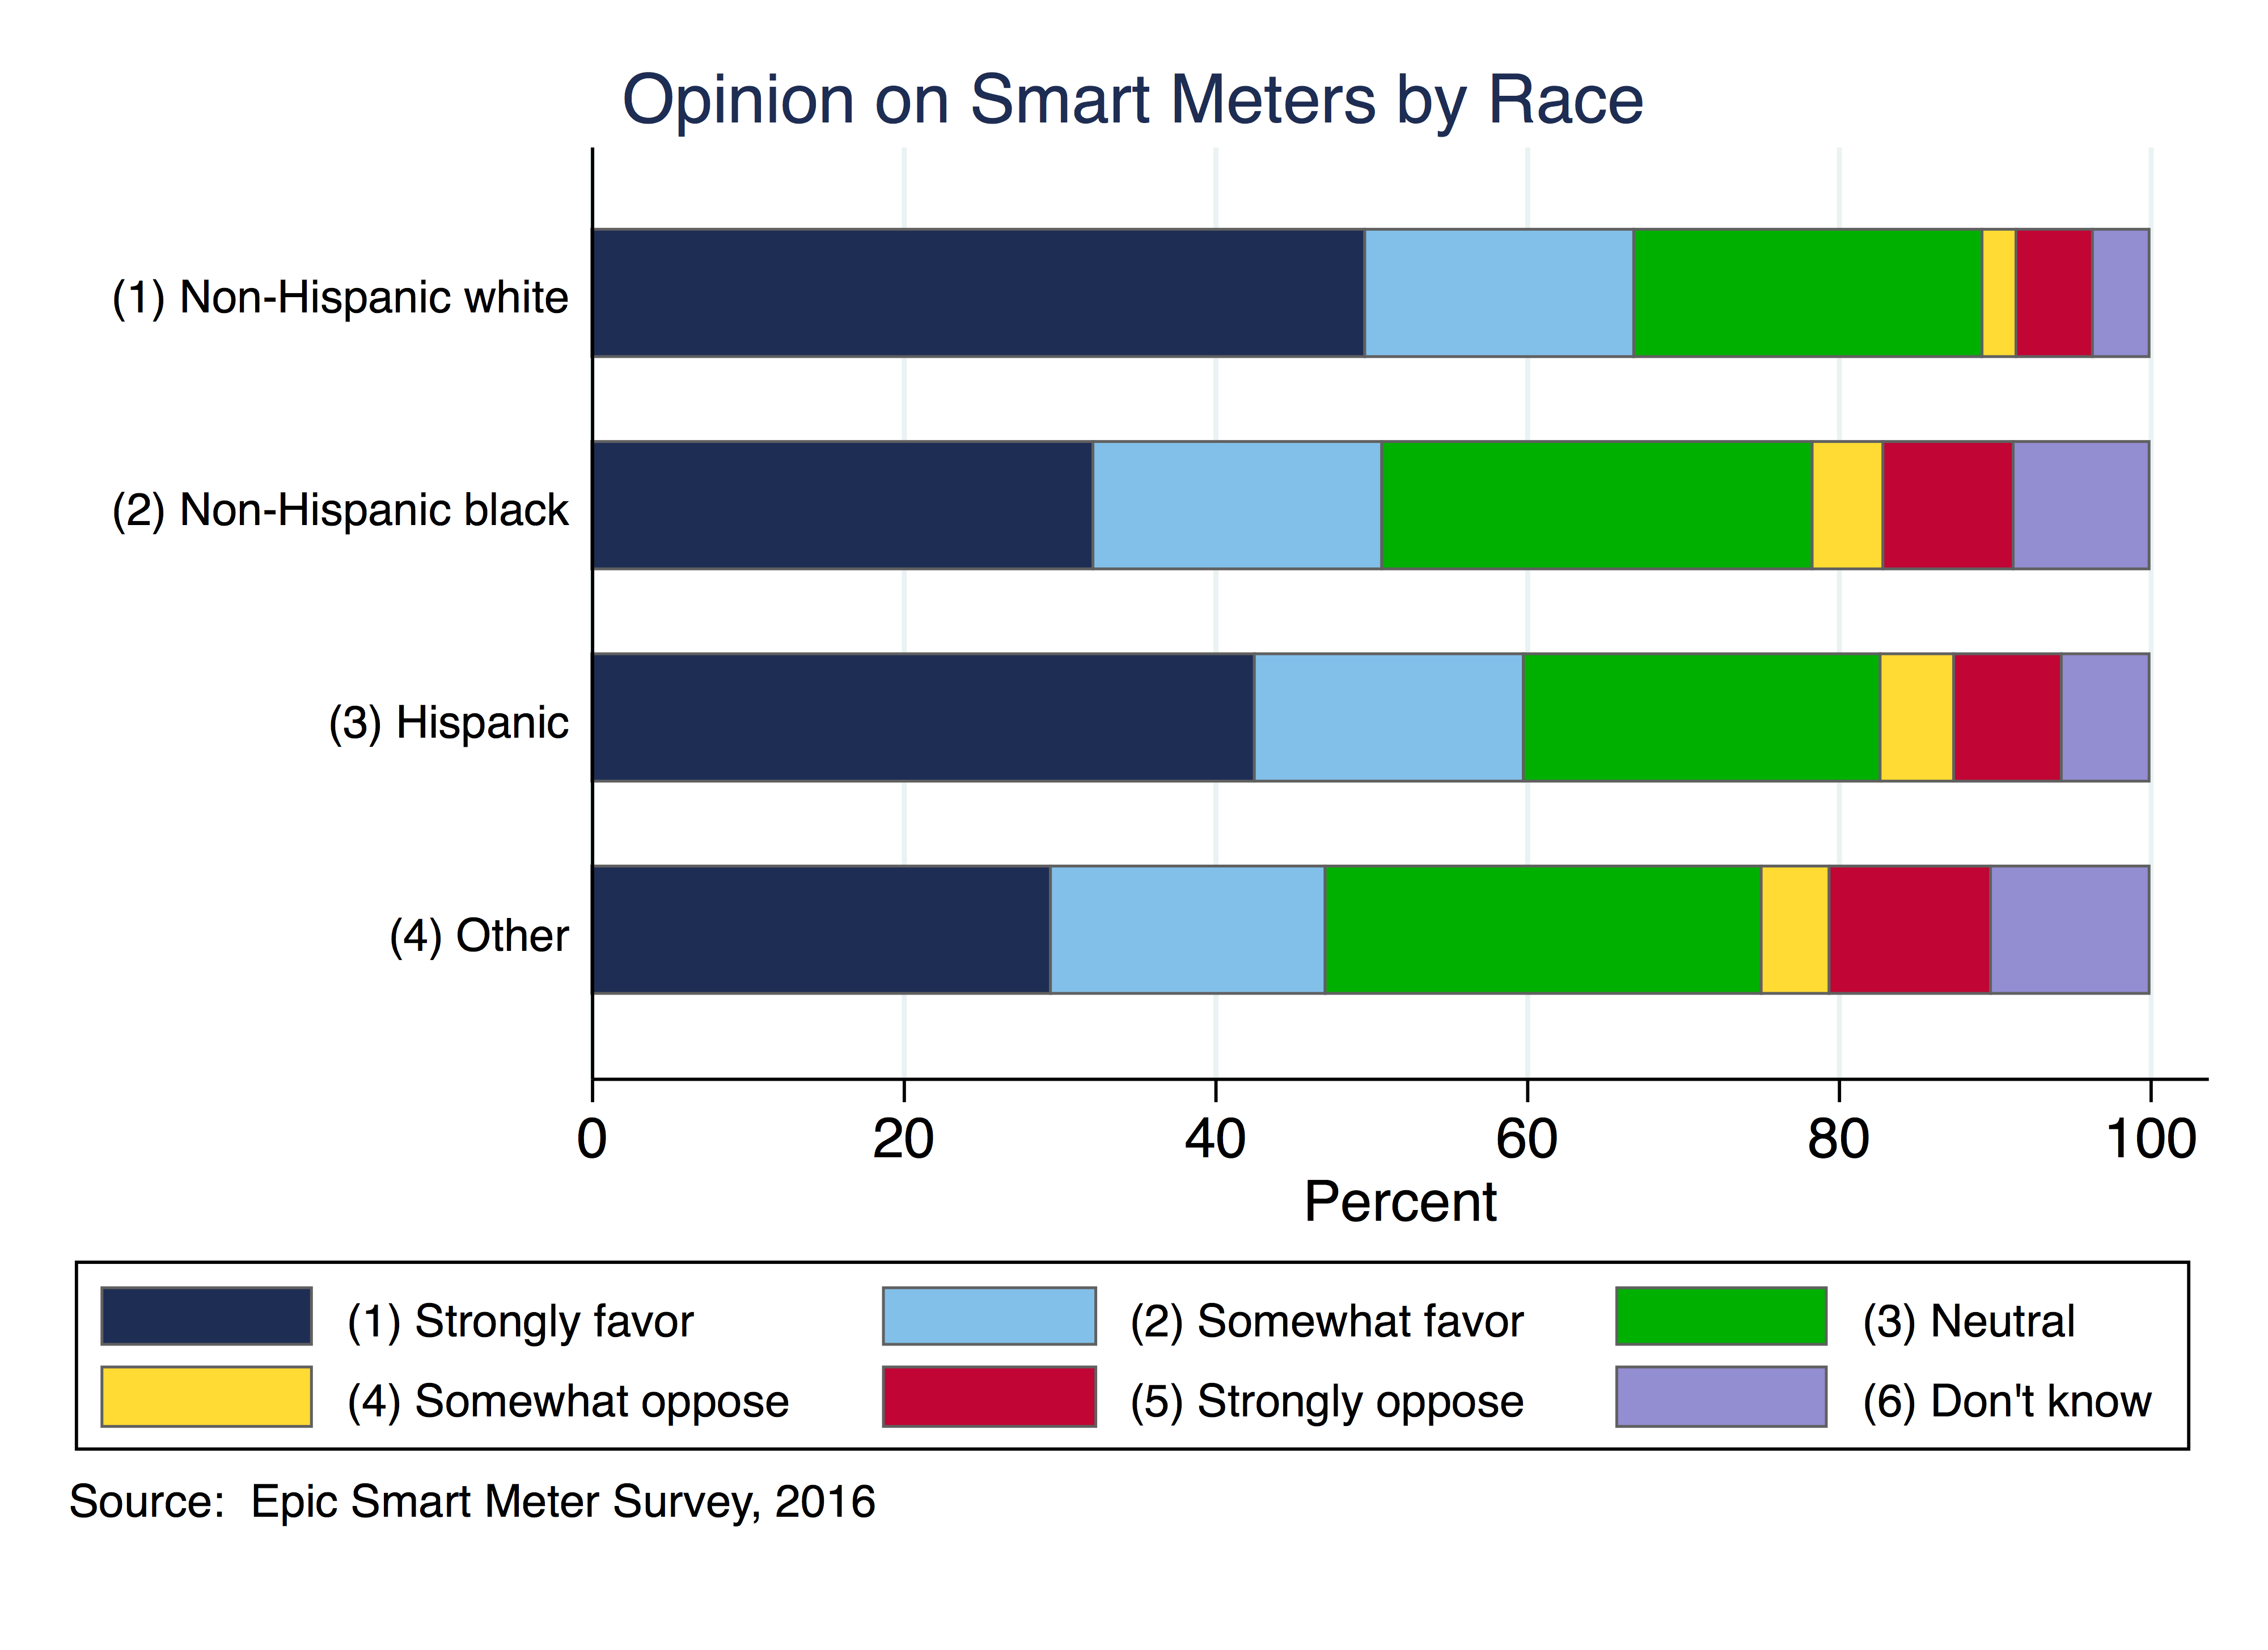 Opinion on Smart Meters by Race
(1) Non-Hispanic white
(2) Non-Hispanic black
(3) Hispanic
(4) Other
0 20 40 60 80 100
Percent
(1) Strongly favor (2) Somewhat favor (3) Neutral
(4) Somewhat oppose (5) Strongly oppose (6) Don't know
Source:  Epic Smart Meter Survey, 2016